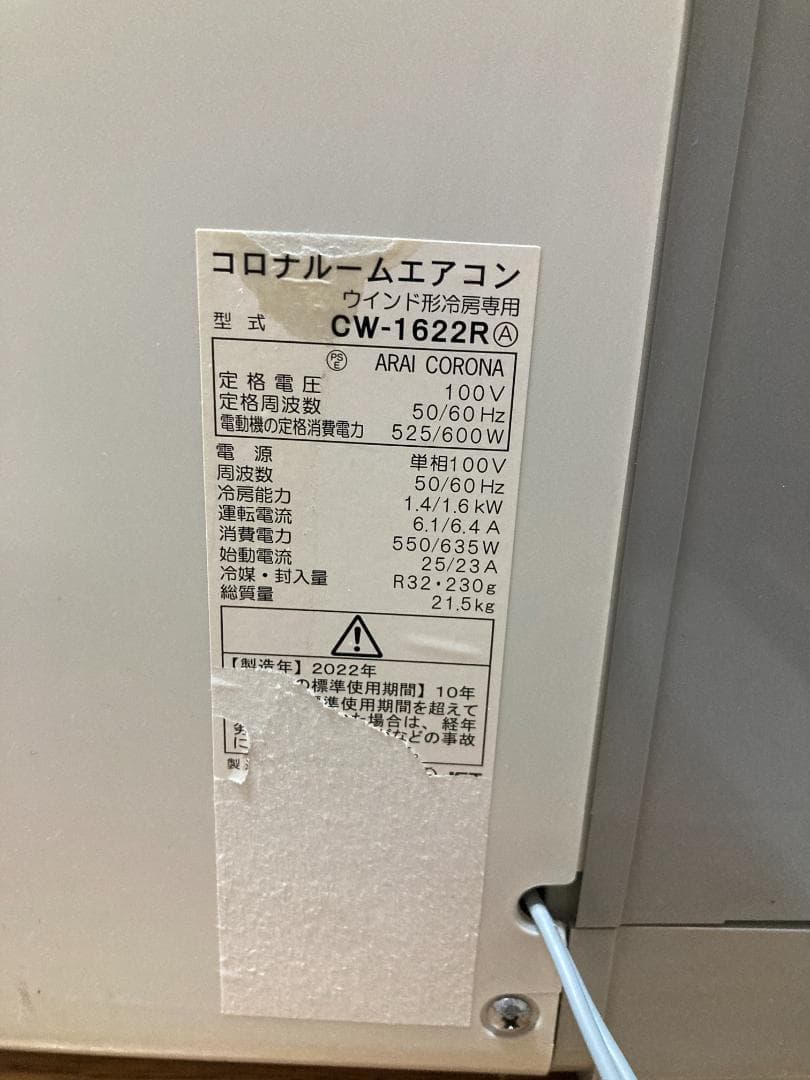 コロナルームエアコン
ウインド形冷房専用
型式 CW-1622RⒶ
PSE ARAI CORONA
定格電圧 100V
定格周波数 50/60Hz
電動機の定格消費電力 525/600W
電源 単相100V
周波数 50/60Hz
冷房能力 1.4/1.6kW
運転電流 6.1/6.4A
消費電力 550/635W
始動電流 25/23A
冷媒・封入量 R32・230g
総質量 21.5kg
【製造年】2022年
の標準使用期間】10年
準使用期間を超えて
た場合は、経年
などの事故
に
製